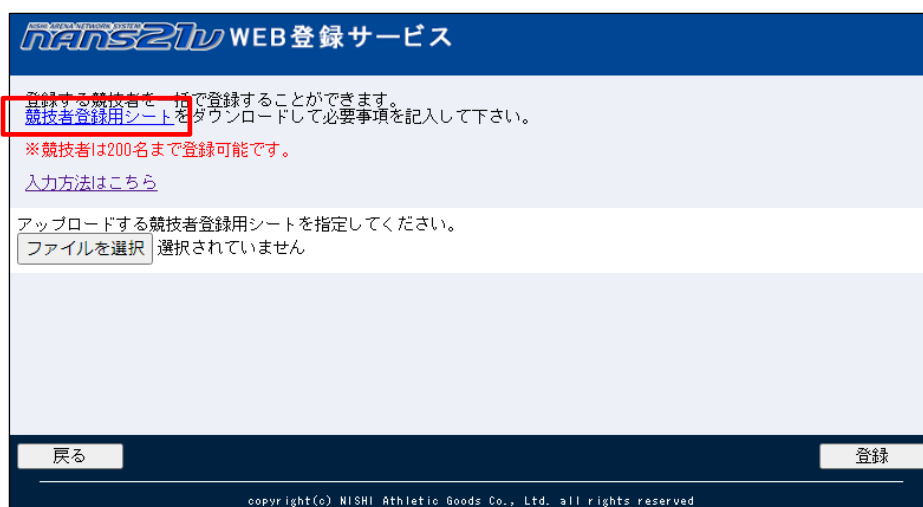 NISHI ARENA NETWORK SYSTEM
nANS21V WEB登録サービス
登録する競技者を一括で登録することができます。
競技者登録用シートをダウンロードして必要事項を記入して下さい。
※競技者は200名まで登録可能です。
入力方法はこちら
アップロードする競技者登録用シートを指定してください。
ファイルを選択 選択されていません
戻る 登録
copyright(c) NISHI Athletic Goods Co., Ltd. all rights reserved